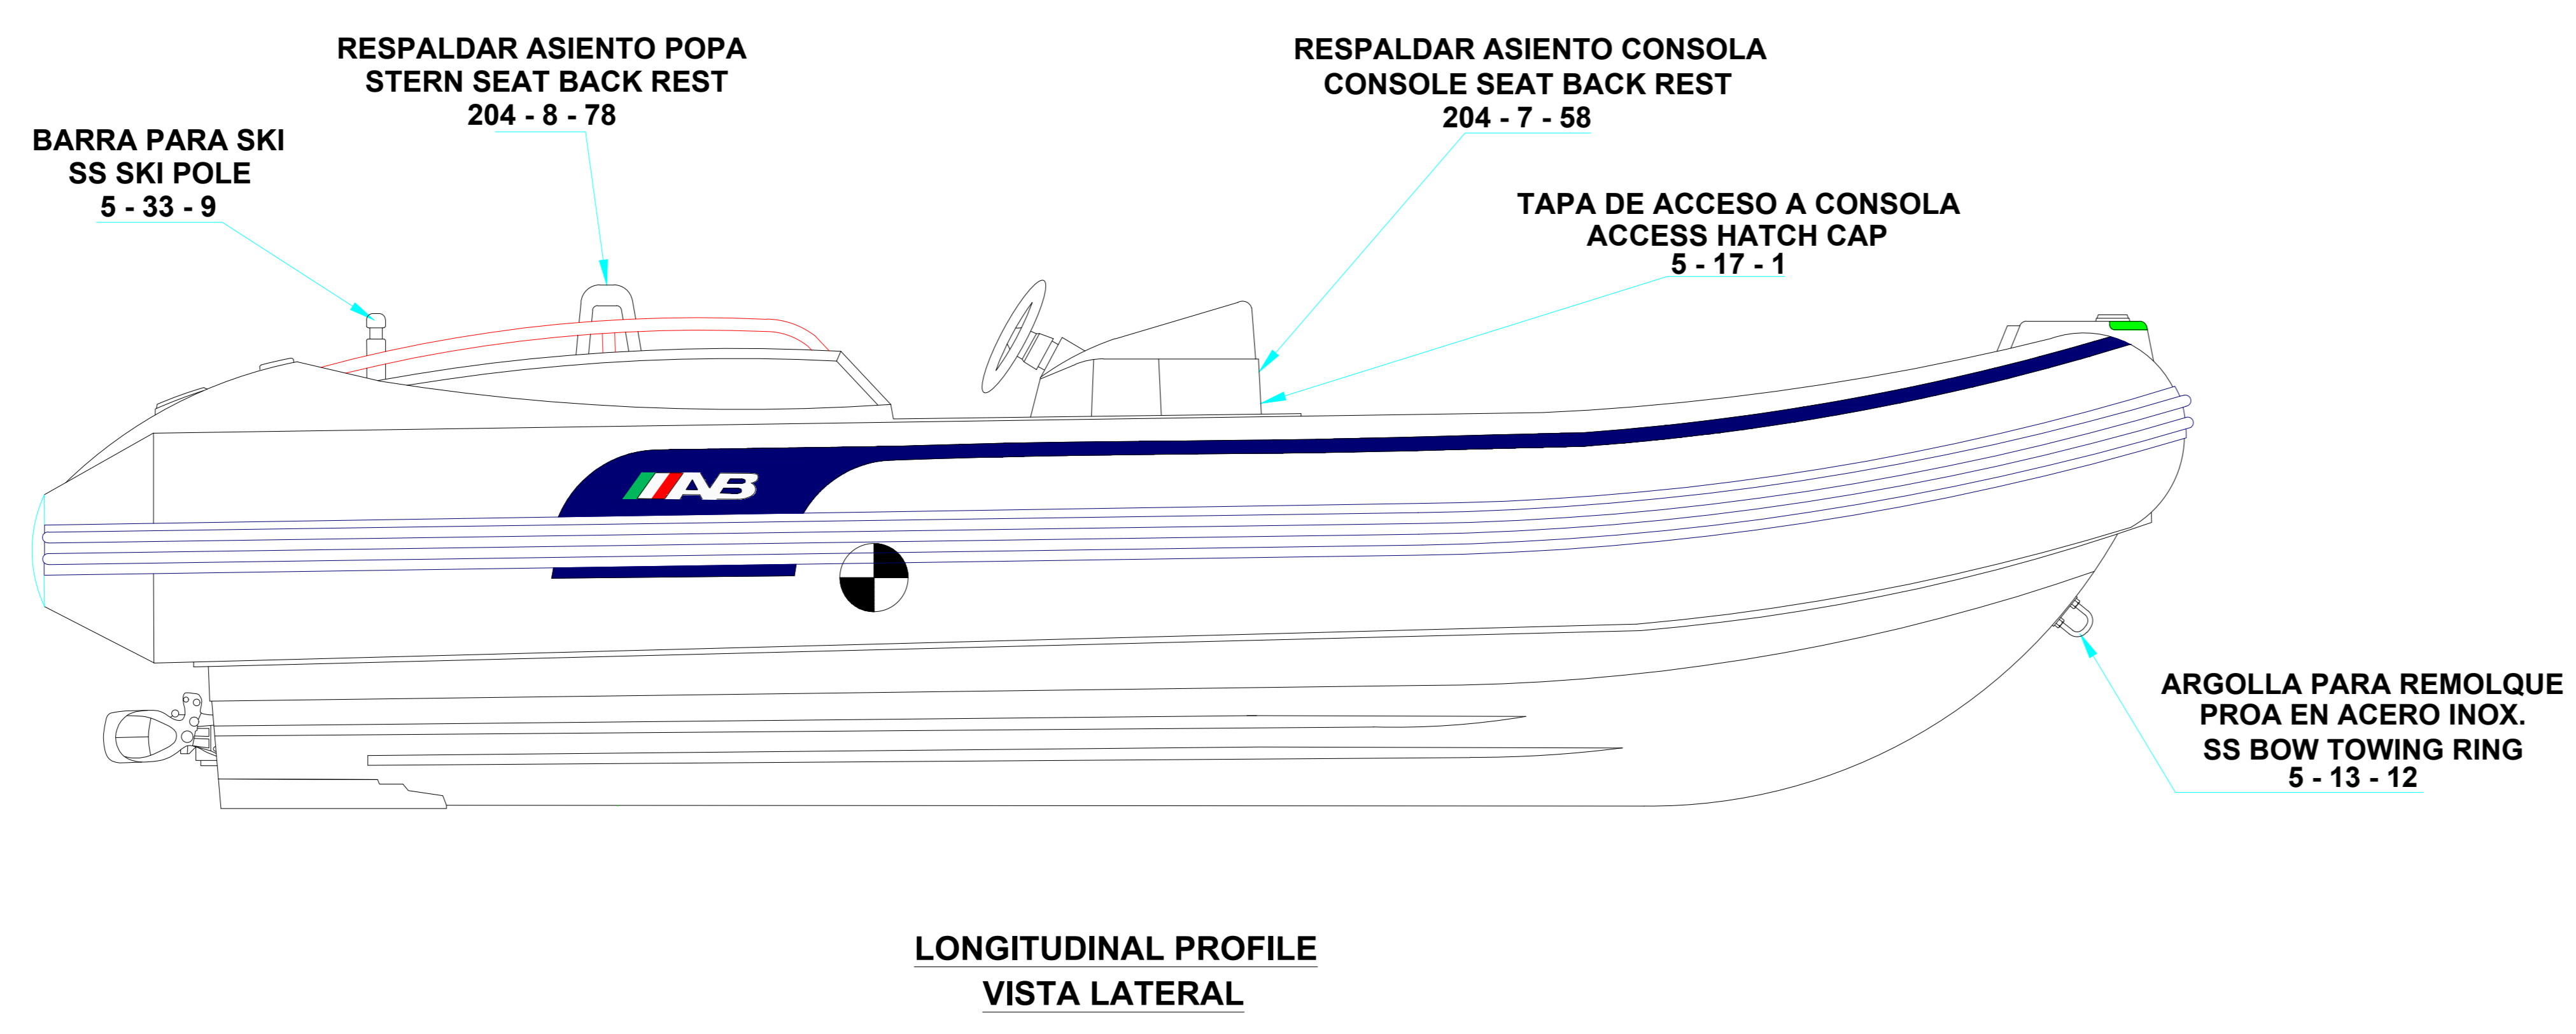 RESPALDAR ASIENTO POPA
STERN SEAT BACK REST
204 - 8 - 78
RESPALDAR ASIENTO CONSOLA
CONSOLE SEAT BACK REST
204 - 7 - 58
BARRA PARA SKI
SS SKI POLE
5 - 33 - 9
TAPA DE ACCESO A CONSOLA
ACCESS HATCH CAP
5 - 17 - 1
AB
ARGOLLA PARA REMOLQUE
PROA EN ACERO INOX.
SS BOW TOWING RING
5 - 13 - 12
LONGITUDINAL PROFILE
VISTA LATERAL